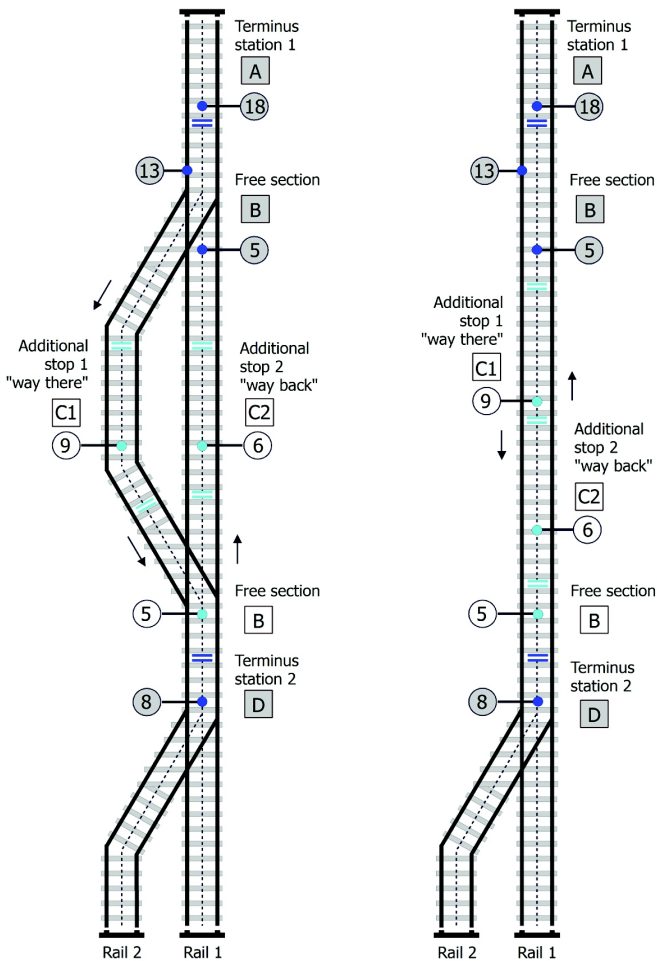 Terminus
station 1
A
18
13
Free section
B
5
Additional
stop 1
"way there"
C1
9
Additional
stop 2
"way back"
C2
6
Free section
5
B
Terminus
station 2
8
D
Rail 2
Rail 1
Terminus
station 1
A
18
13
Free section
B
5
Additional
stop 1
"way there"
C1
9
Additional
stop 2
"way back"
C2
6
Free section
5
B
Terminus
station 2
8
D
Rail 2
Rail 1